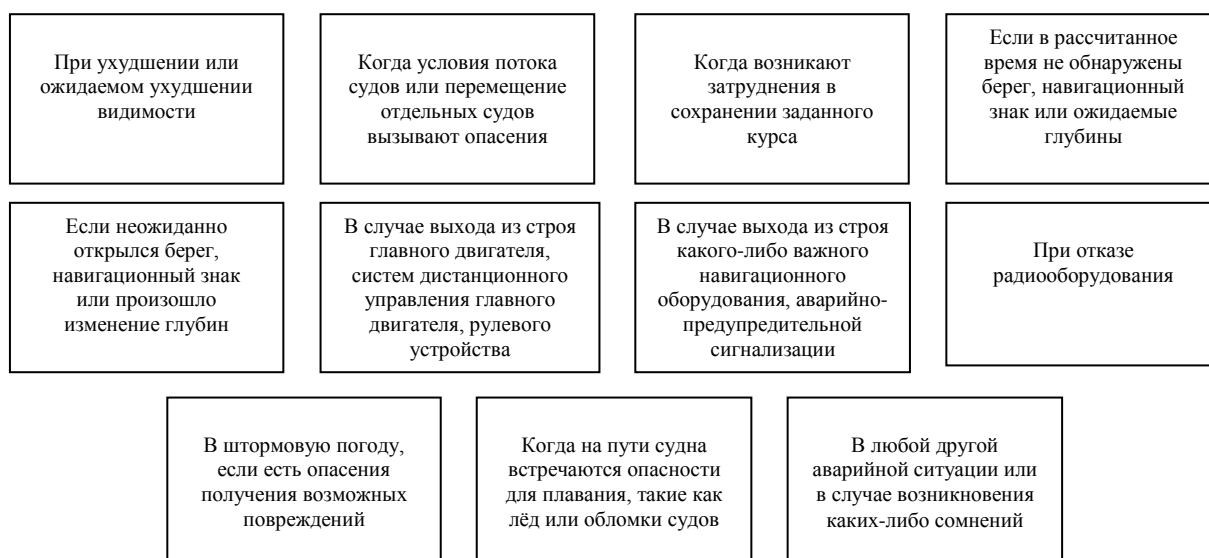 При ухудшении или
ожидаемом ухудшении
видимости
Когда условия потока
судов или перемещение
отдельных судов
вызывают опасения
Когда возникают
затруднения в
сохранении заданного
курса
Если в рассчитанное
время не обнаружены
берег, навигационный
знак или ожидаемые
глубины
Если неожиданно
открылся берег,
навигационный знак
или произошло
изменение глубин
В случае выхода из строя
главного двигателя,
систем дистанционного
управления главного
двигателя, рулевого
устройства
В случае выхода из строя
какого-либо важного
навигационного
оборудования, аварийно-
предупредительной
сигнализации
При отказе
радиооборудования
В штормовую погоду,
если есть опасения
получения возможных
повреждений
Когда на пути судна
встречаются опасности
для плавания, такие как
лёд или обломки судов
В любой другой
аварийной ситуации или
в случае возникновения
каких-либо сомнений